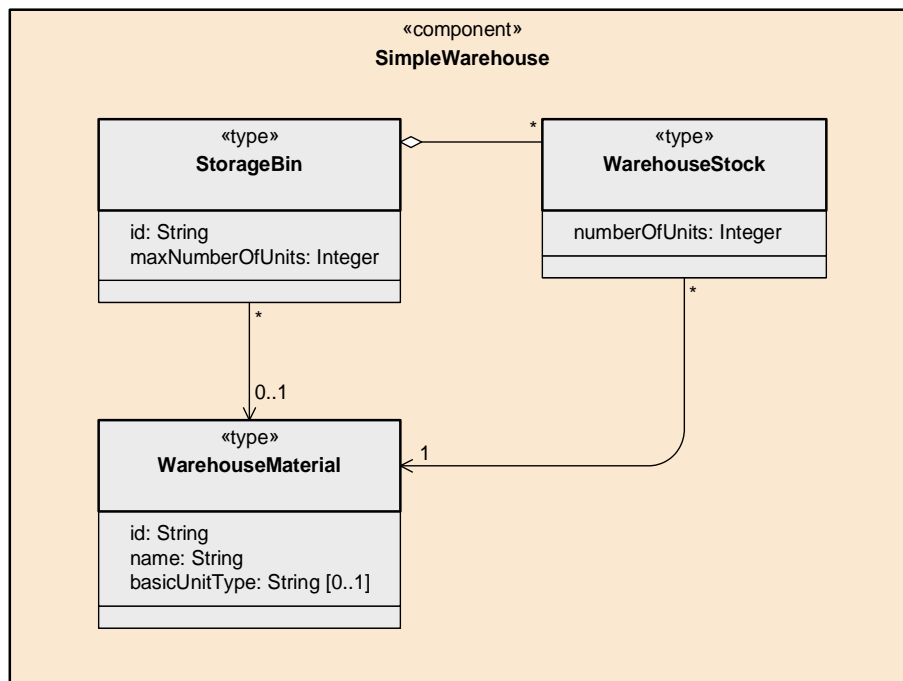 «component»
SimpleWarehouse
«type»
StorageBin
id: String
maxNumberOfUnits: Integer
*
«type»
WarehouseStock
numberOfUnits: Integer
*
0..1
*
1
«type»
WarehouseMaterial
id: String
name: String
basicUnitType: String [0..1]